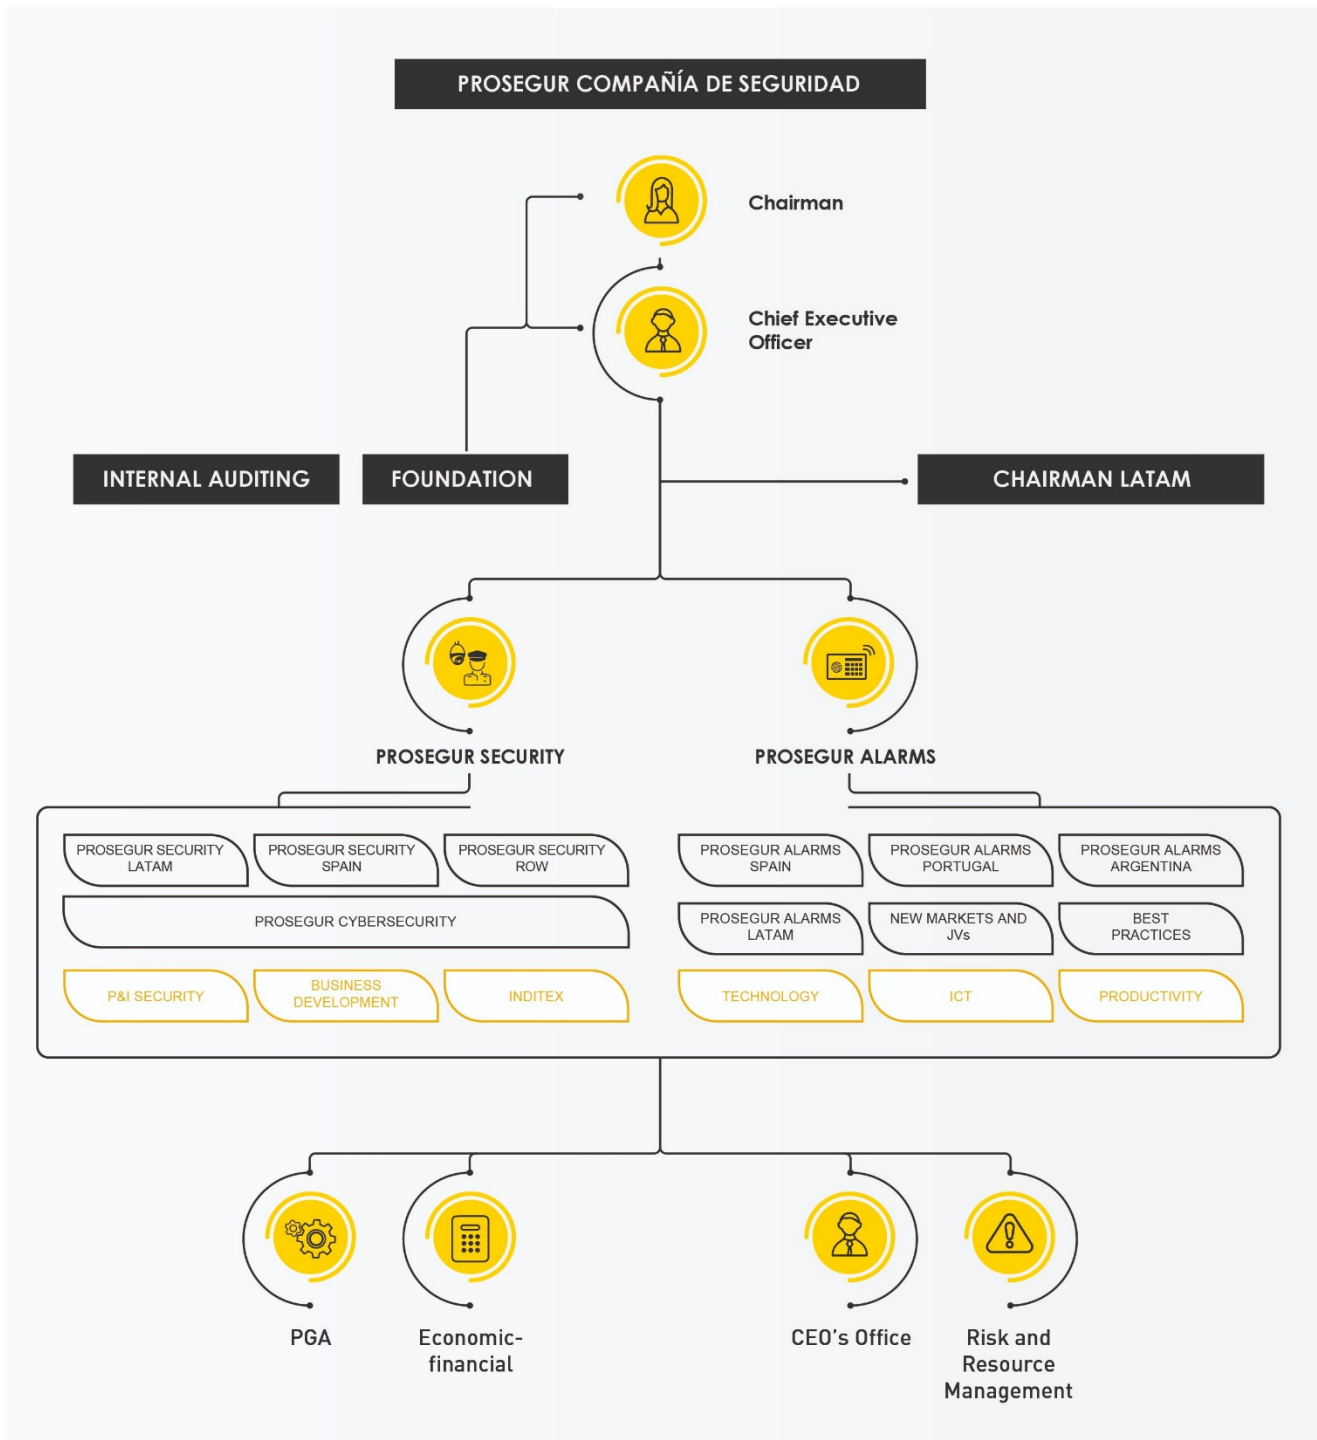 PROSEGUR COMPAÑÍA DE SEGURIDAD
Chairman
Chief Executive
Officer
INTERNAL AUDITING
FOUNDATION
CHAIRMAN LATAM
PROSEGUR SECURITY
PROSEGUR ALARMS
PROSEGUR SECURITY
LATAM
PROSEGUR SECURITY
SPAIN
PROSEGUR SECURITY
ROW
PROSEGUR CYBERSECURITY
P&I SECURITY
BUSINESS
DEVELOPMENT
INDITEX
PROSEGUR ALARMS
SPAIN
PROSEGUR ALARMS
PORTUGAL
PROSEGUR ALARMS
ARGENTINA
PROSEGUR ALARMS
LATAM
NEW MARKETS AND
JVs
BEST
PRACTICES
TECHNOLOGY
ICT
PRODUCTIVITY
PGA
Economic-
financial
CEO's Office
Risk and
Resource
Management